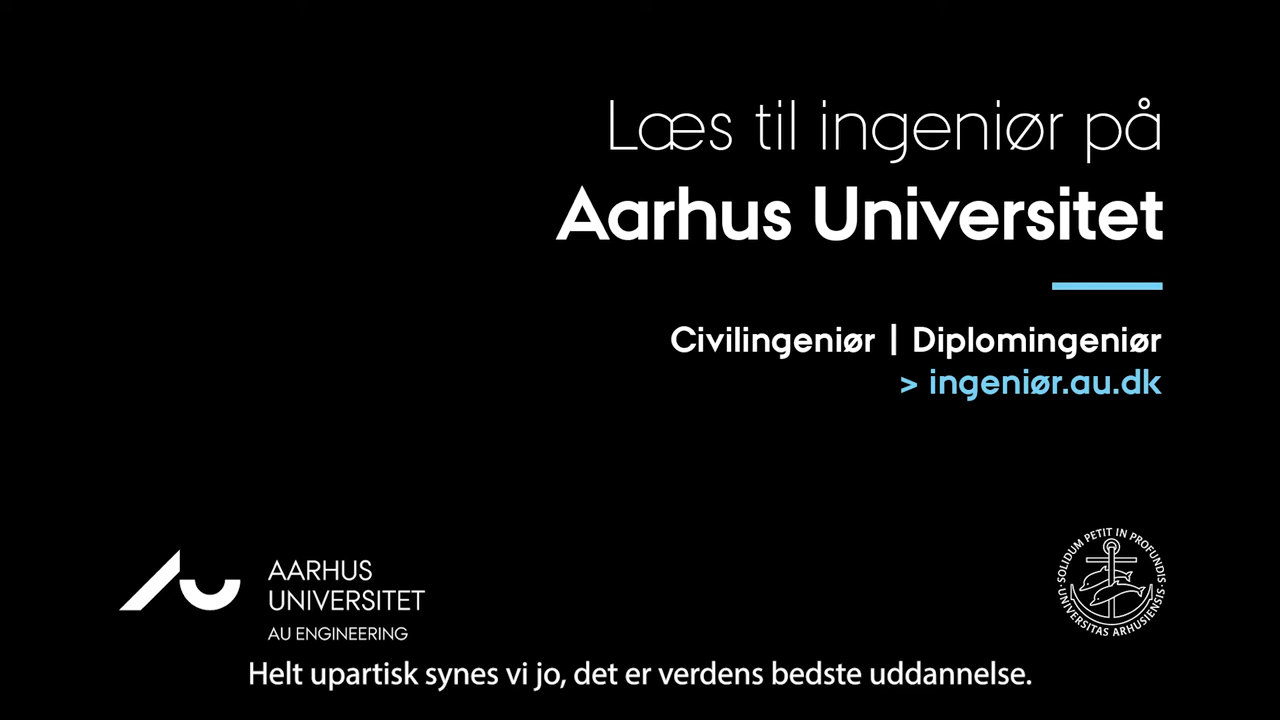 Læs til ingeniør på
Aarhus Universitet
Civilingeniør | Diplomingeniør
> ingeniør.au.dk
AU
AARHUS
UNIVERSITET
AU ENGINEERING
SOLIDUM PETIT IN PROFUNDIS
UNIVERSITAS ARHUSIENSIS
Helt upartisk synes vi jo, det er verdens bedste uddannelse.